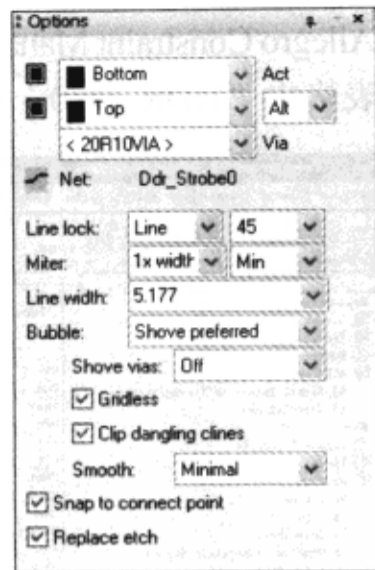 Options
Bottom Act
Top Alt
< 20R10VIA > Via
Net: Ddr_Strobe0
Line lock: Line 45
Miter: 1x width Min
Line width: 5.177
Bubble: Shove preferred
Shove vias: Off
Gridless
Clip dangling clines
Smooth: Minimal
Snap to connect point
Replace etch